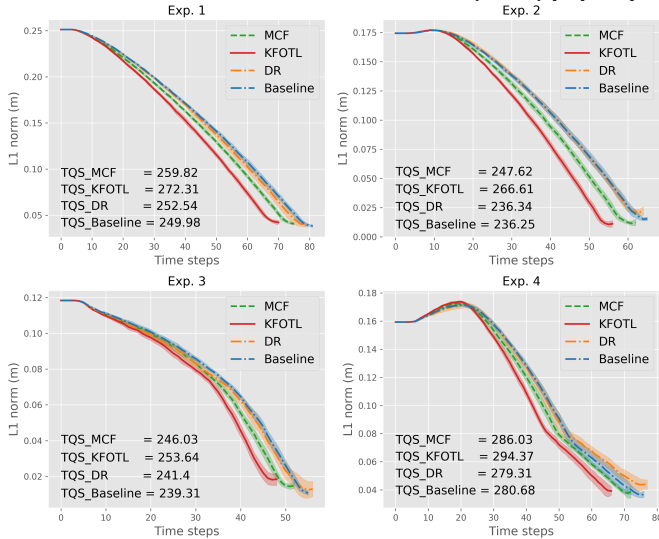 Exp. 1
L1 norm (m)
0.25
0.20
0.15
0.10
0.05
MCF
KFOTL
DR
Baseline
TQS_MCF = 259.82
TQS_KFOTL = 272.31
TQS_DR = 252.54
TQS_Baseline = 249.98
0 10 20 30 40 50 60 70 80
Time steps
Exp. 2
L1 norm (m)
0.175
0.150
0.125
0.100
0.075
0.050
0.025
0.000
MCF
KFOTL
DR
Baseline
TQS_MCF = 247.62
TQS_KFOTL = 266.61
TQS_DR = 236.34
TQS_Baseline = 236.25
0 10 20 30 40 50 60
Time steps
Exp. 3
L1 norm (m)
0.12
0.10
0.08
0.06
0.04
0.02
MCF
KFOTL
DR
Baseline
TQS_MCF = 246.03
TQS_KFOTL = 253.64
TQS_DR = 241.4
TQS_Baseline = 239.31
0 10 20 30 40 50
Time steps
Exp. 4
L1 norm (m)
0.18
0.16
0.14
0.12
0.10
0.08
0.06
0.04
MCF
KFOTL
DR
Baseline
TQS_MCF = 286.03
TQS_KFOTL = 294.37
TQS_DR = 279.31
TQS_Baseline = 280.68
0 10 20 30 40 50 60 70 80
Time steps